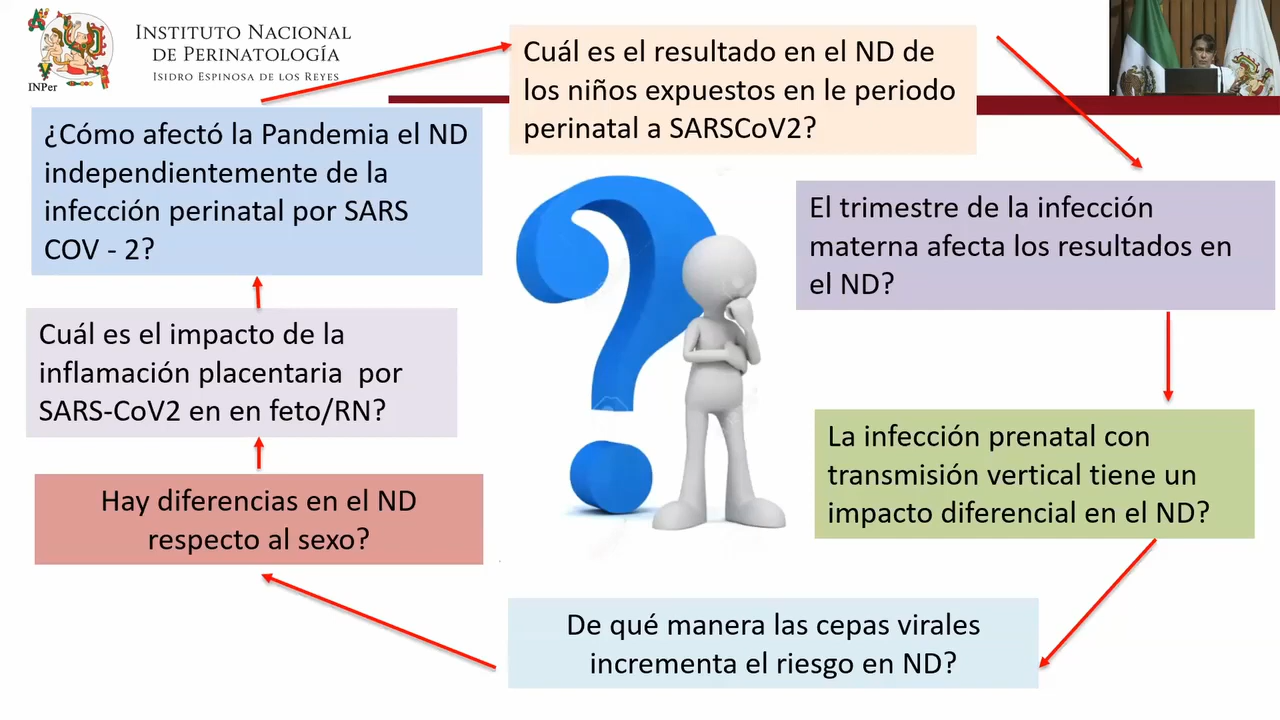 INSTITUTO NACIONAL
DE PERINATOLOGÍA
ISIDRO ESPINOSA DE LOS REYES
INPer
Cuál es el resultado en el ND de
los niños expuestos en le periodo
perinatal a SARSCoV2?
El trimestre de la infección
materna afecta los resultados en
el ND?
La infección prenatal con
transmisión vertical tiene un
impacto diferencial en el ND?
De qué manera las cepas virales
incrementa el riesgo en ND?
Hay diferencias en el ND
respecto al sexo?
Cuál es el impacto de la
inflamación placentaria por
SARS-CoV2 en en feto/RN?
¿Cómo afectó la Pandemia el ND
independientemente de la
infección perinatal por SARS
COV - 2?